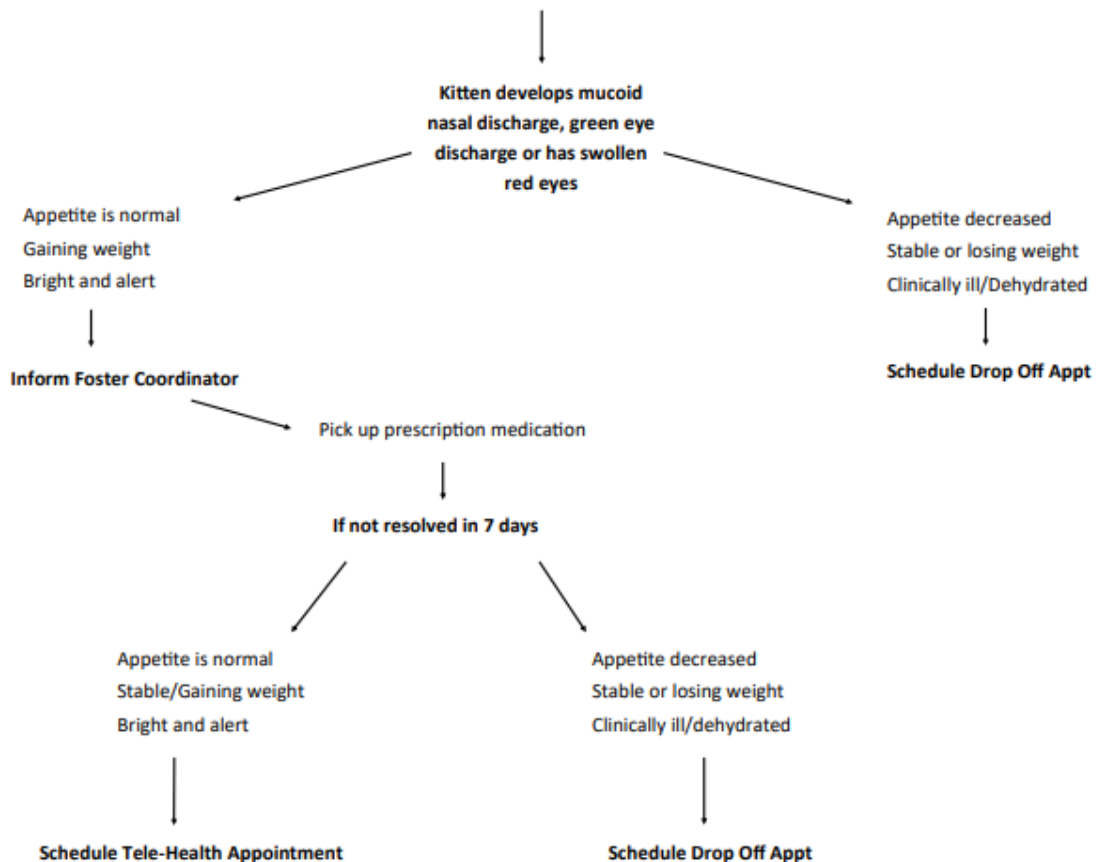 Kitten develops mucoid
nasal discharge, green eye
discharge or has swollen
red eyes
Appetite is normal
Gaining weight
Bright and alert
Appetite decreased
Stable or losing weight
Clinically ill/Dehydrated
Inform Foster Coordinator
Schedule Drop Off Appt
Pick up prescription medication
If not resolved in 7 days
Appetite is normal
Stable/Gaining weight
Bright and alert
Appetite decreased
Stable or losing weight
Clinically ill/dehydrated
Schedule Tele-Health Appointment
Schedule Drop Off Appt